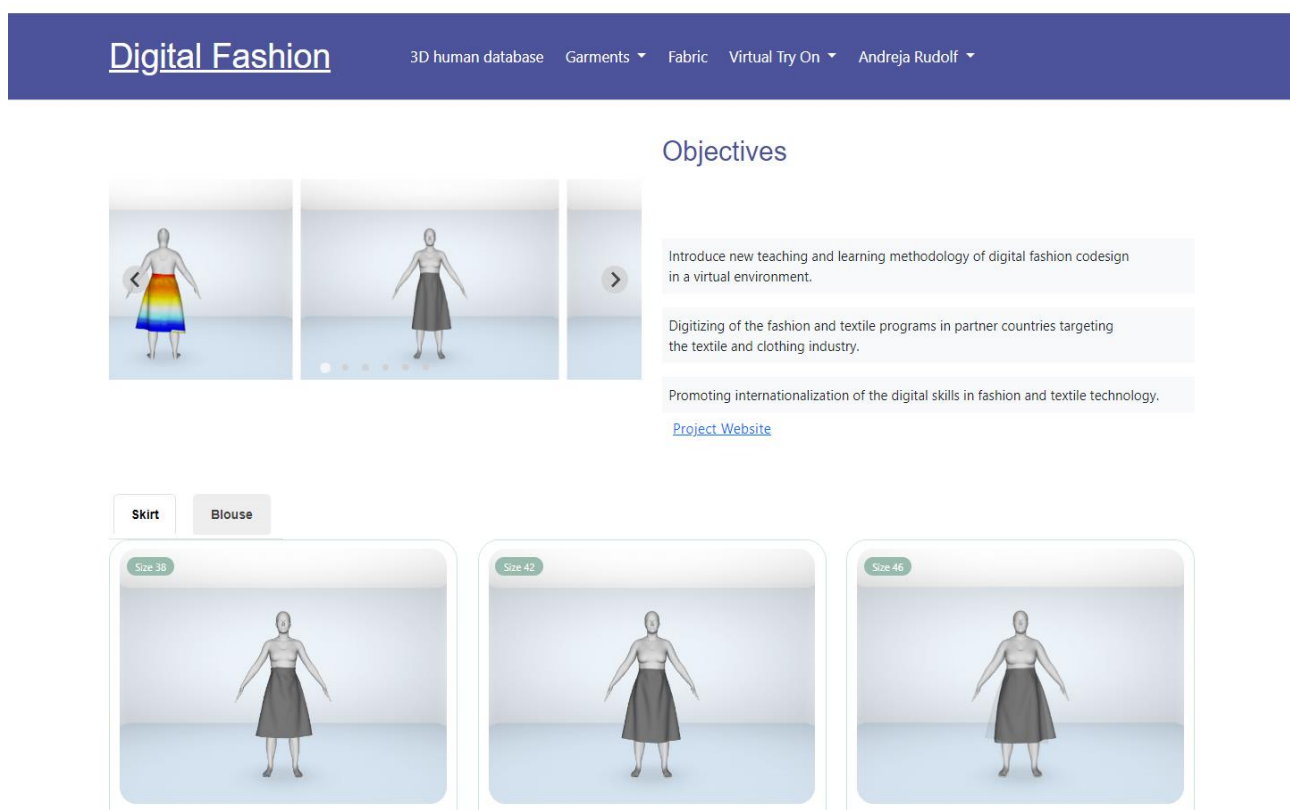 Digital Fashion
3D human database Garments Fabric Virtual Try On Andreja Rudolf
Objectives
Introduce new teaching and learning methodology of digital fashion codesign
in a virtual environment.
Digitizing of the fashion and textile programs in partner countries targeting
the textile and clothing industry.
Promoting internationalization of the digital skills in fashion and textile technology.
Project Website
Skirt Blouse
Size 38 Size 42 Size 46